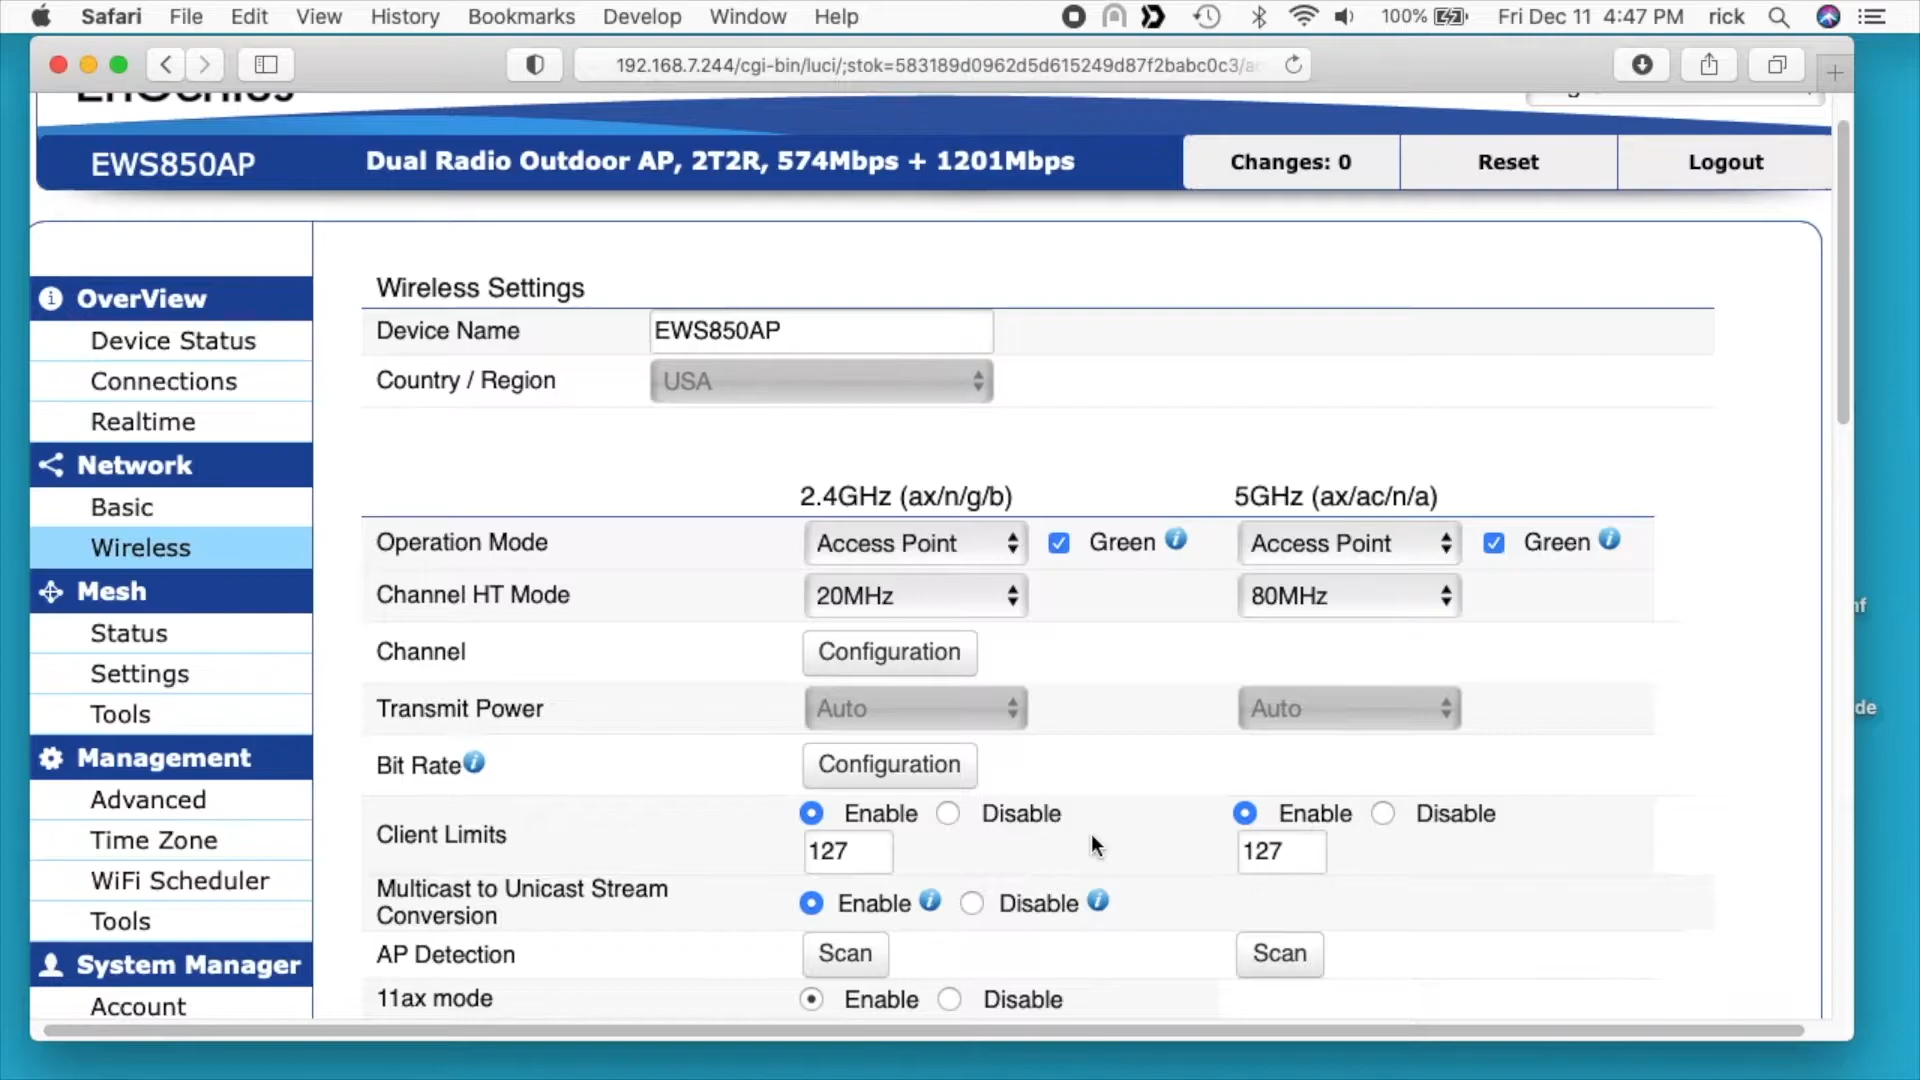 Safari File Edit View History Bookmarks Develop Window Help 100% Fri Dec 11 4:47 PM rick
192.168.7.244/cgi-bin/luci/;stok=583189d0962d5d615249d87f2babc0c3/a
EWS850AP Dual Radio Outdoor AP, 2T2R, 574Mbps + 1201Mbps Changes: 0 Reset Logout
OverView
Device Status
Connections
Realtime
Network
Basic
Wireless
Mesh
Status
Settings
Tools
Management
Advanced
Time Zone
WiFi Scheduler
Tools
System Manager
Account
Wireless Settings
Device Name EWS850AP
Country / Region USA
2.4GHz (ax/n/g/b) 5GHz (ax/ac/n/a)
Operation Mode Access Point Green Access Point Green
Channel HT Mode 20MHz 80MHz
Channel Configuration
Transmit Power Auto Auto
Bit Rate Configuration
Client Limits Enable Disable Enable Disable
127 127
Multicast to Unicast Stream
Conversion Enable Disable
AP Detection Scan Scan
11ax mode Enable Disable
nf
de